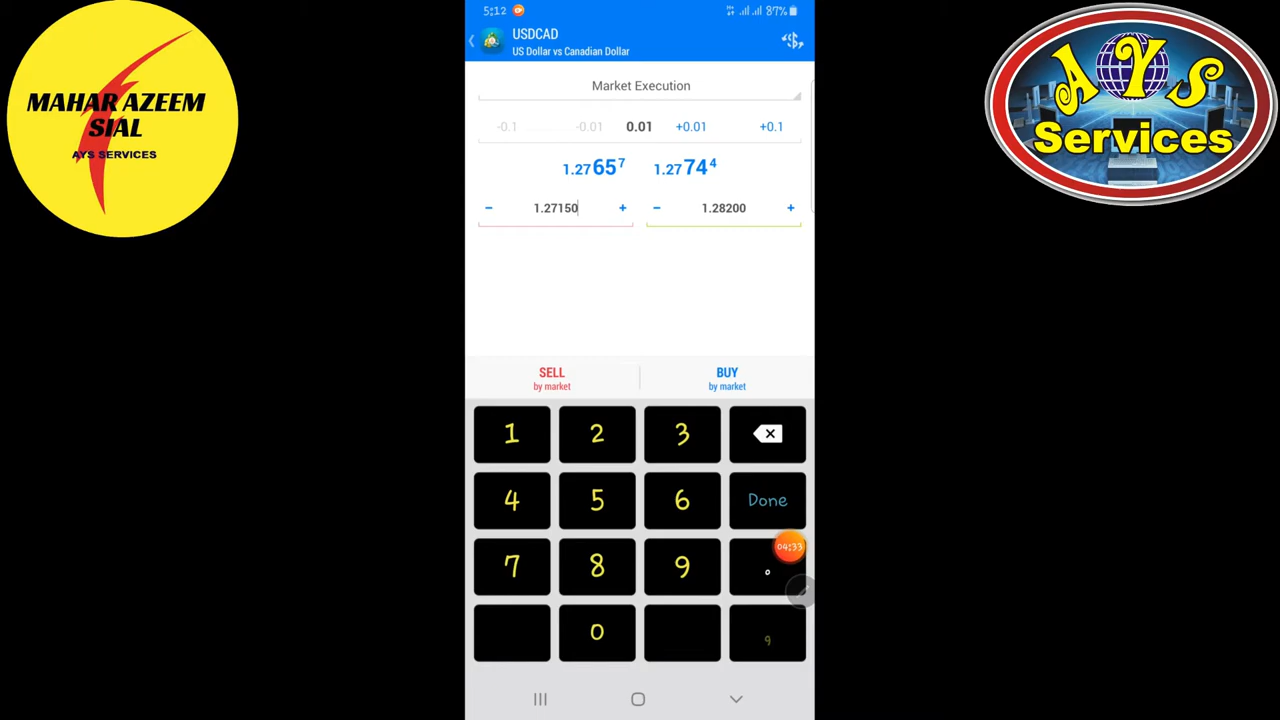 MAHAR AZEEM
SIAL
AYS SERVICES
5:12
87%
USDCAD
US Dollar vs Canadian Dollar
Market Execution
-0.1 -0.01 0.01 +0.01 +0.1
1.27657 1.27744
- 1.27150 + - 1.28200 +
SELL
by market
BUY
by market
1 2 3
4 5 6 Done
04:33
7 8 9 .
0 ,
AYS
Services